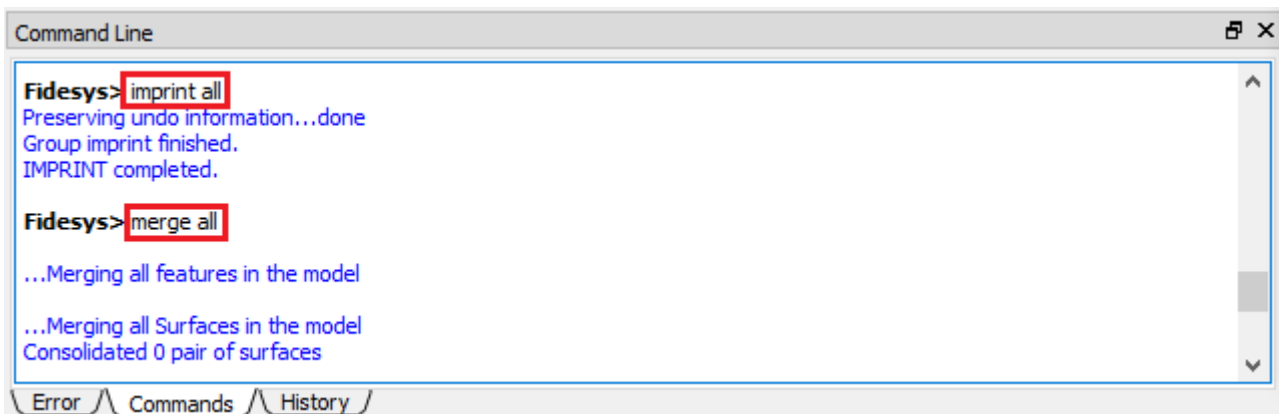 Command Line
Fidesys> imprint all
Preserving undo information...done
Group imprint finished.
IMPRINT completed.
Fidesys> merge all
...Merging all features in the model
...Merging all Surfaces in the model
Consolidated 0 pair of surfaces
Error Commands History